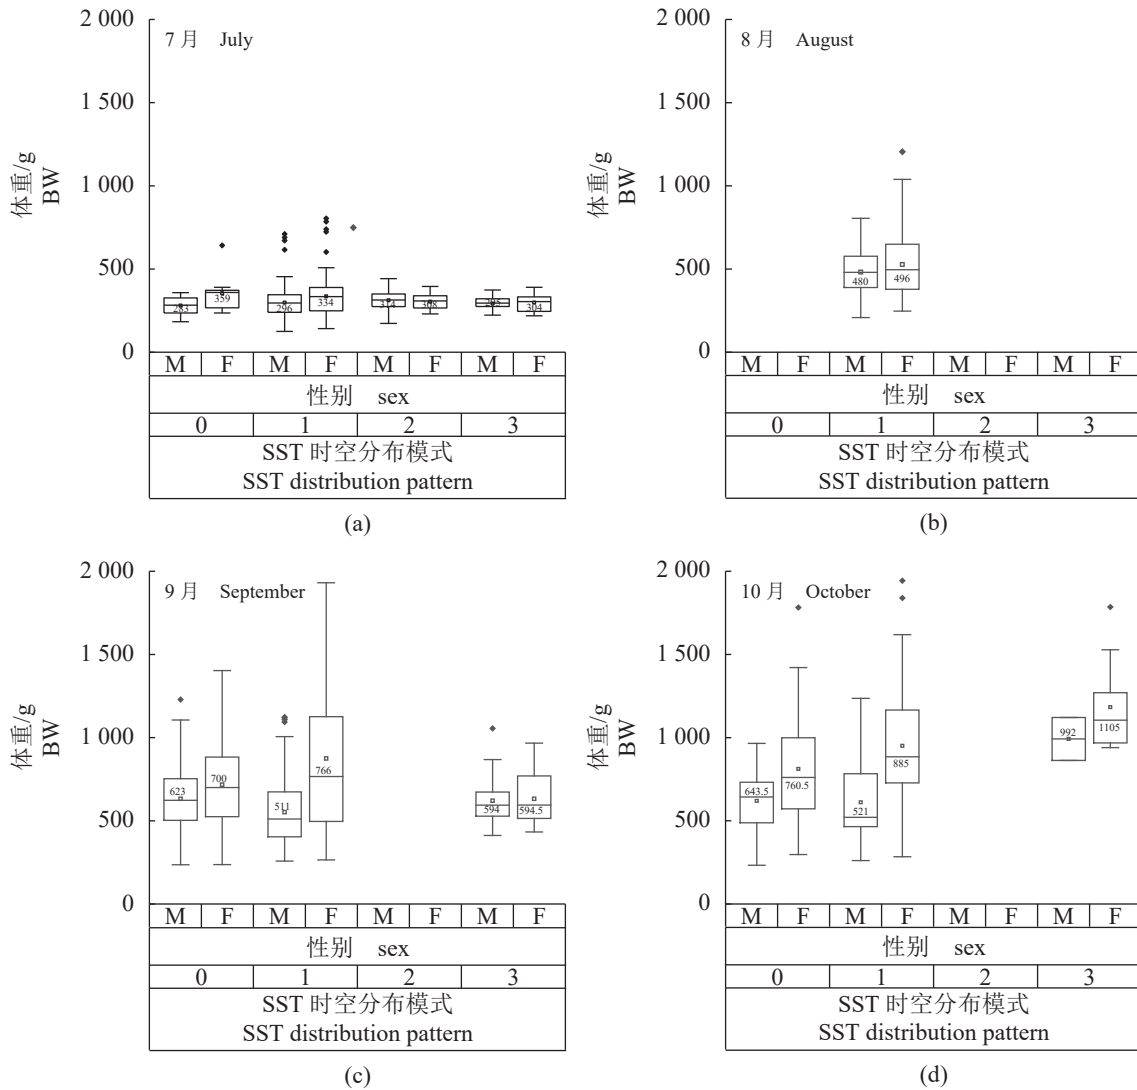 2 000
7 月 July
1 500
1 000
500
0
体重/g
BW
283
359
296
334
314
308
295
304
M F M F M F M F
性别 sex
0 1 2 3
SST 时空分布模式
SST distribution pattern
(a)
2 000
8 月 August
1 500
1 000
500
0
体重/g
BW
480
496
M F M F M F M F
性别 sex
0 1 2 3
SST 时空分布模式
SST distribution pattern
(b)
2 000
9 月 September
1 500
1 000
500
0
体重/g
BW
623
700
511
766
594
594.5
M F M F M F M F
性别 sex
0 1 2 3
SST 时空分布模式
SST distribution pattern
(c)
2 000
10 月 October
1 500
1 000
500
0
体重/g
BW
643.5
760.5
521
885
992
1105
M F M F M F M F
性别 sex
0 1 2 3
SST 时空分布模式
SST distribution pattern
(d)